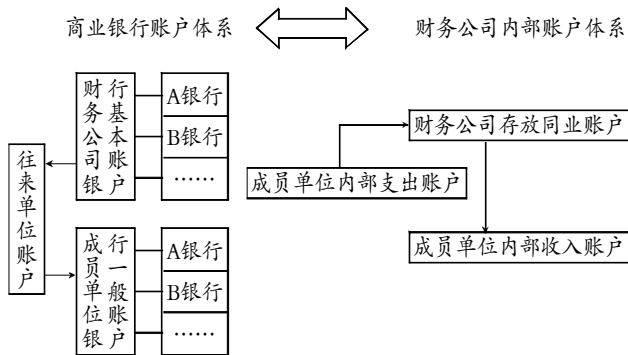 商业银行账户体系
财务公司内部账户体系
往来单位账户
财务公司银
行基本账户
A银行
B银行
……
成员单位银
行一般账户
A银行
B银行
……
财务公司存放同业账户
成员单位内部支出账户
成员单位内部收入账户